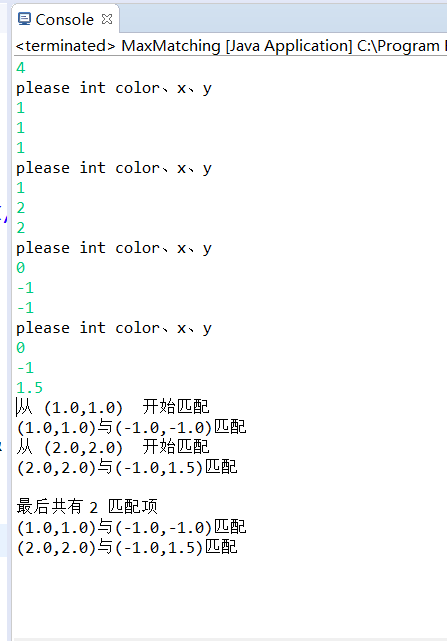 Console
<terminated> MaxMatching [Java Application] C:\Program
4
please int color、x、y
1
1
1
please int color、x、y
1
2
2
please int color、x、y
0
-1
-1
please int color、x、y
0
-1
1.5
从 (1.0,1.0)  开始匹配
(1.0,1.0)与(-1.0,-1.0)匹配
从 (2.0,2.0)  开始匹配
(2.0,2.0)与(-1.0,1.5)匹配
最后共有 2 匹配项
(1.0,1.0)与(-1.0,-1.0)匹配
(2.0,2.0)与(-1.0,1.5)匹配